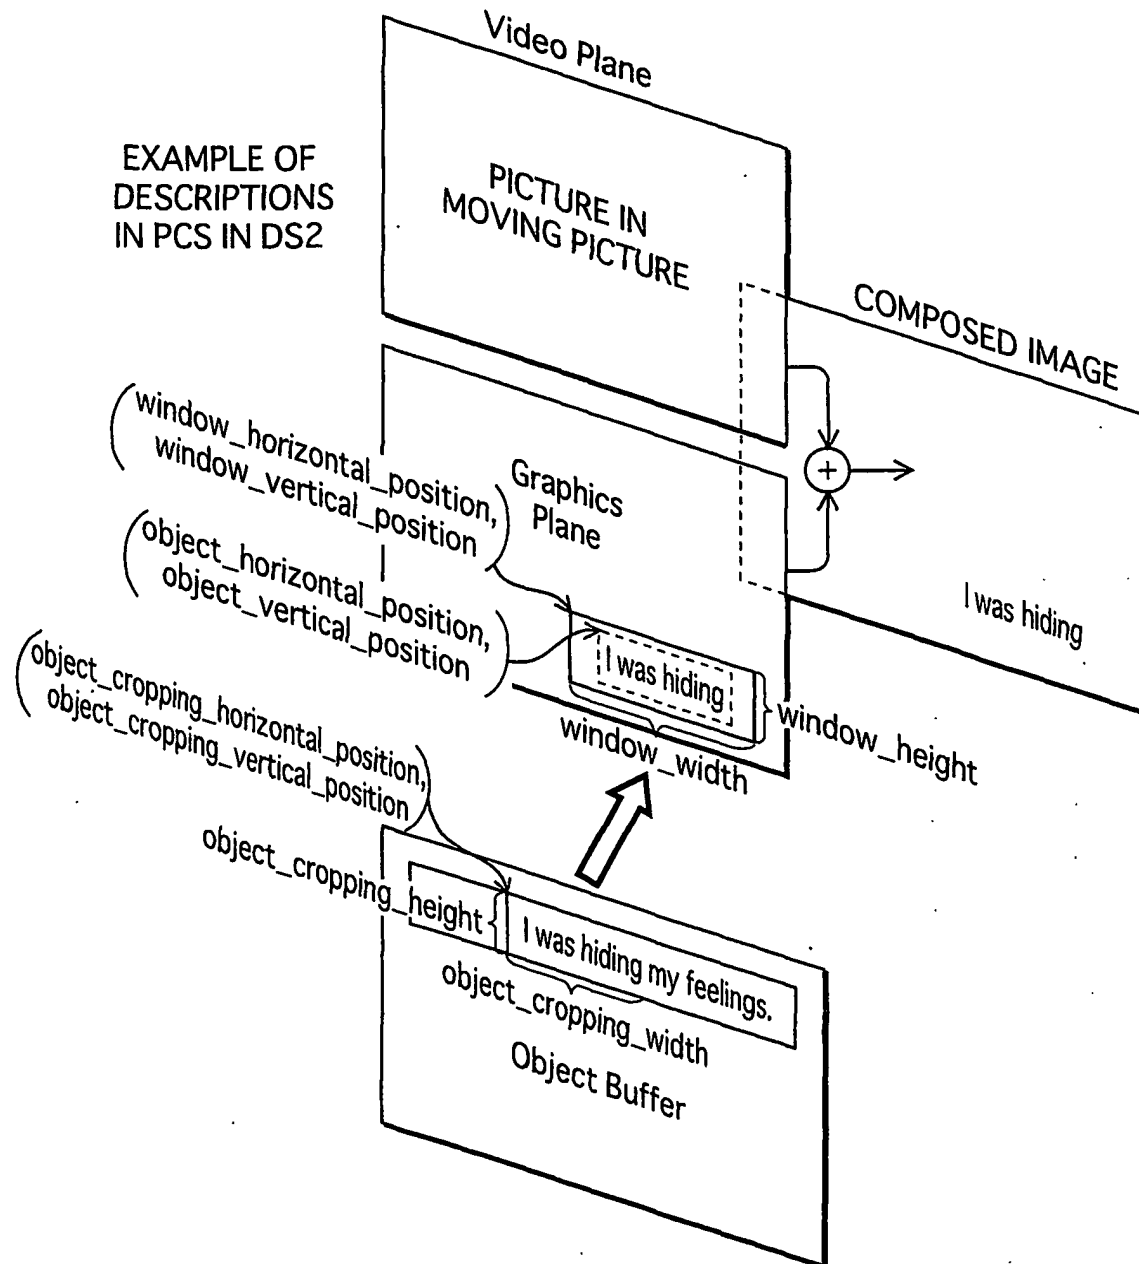 Video Plane
EXAMPLE OF
DESCRIPTIONS
IN PCS IN DS2
PICTURE IN
MOVING PICTURE
COMPOSED IMAGE
(window_horizontal_position,
window_vertical_position)
Graphics
Plane
+
(object_horizontal_position,
object_vertical_position)
I was hiding
I was hiding
window_height
window_width
(object_cropping_horizontal_position,
object_cropping_vertical_position)
object_cropping_height
I was hiding my feelings.
object_cropping_width
Object Buffer